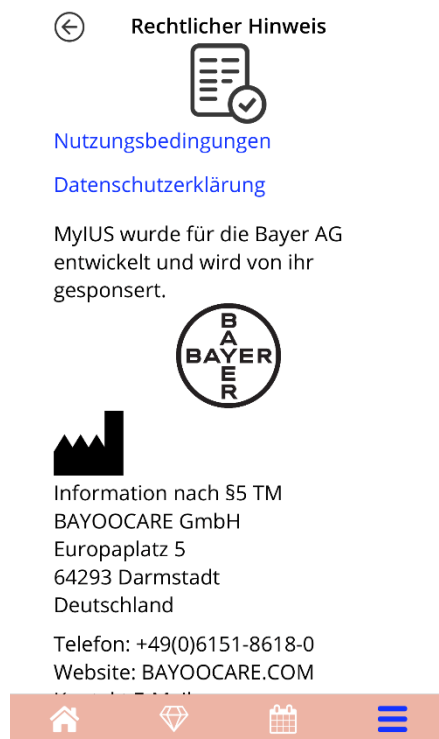 Rechtlicher Hinweis
Nutzungsbedingungen
Datenschutzerklärung
MyIUS wurde für die Bayer AG
entwickelt und wird von ihr
gesponsert.
BAYER
BAYER
Information nach §5 TM
BAYOOCARE GmbH
Europaplatz 5
64293 Darmstadt
Deutschland
Telefon: +49(0)6151-8618-0
Website: BAYOOCARE.COM